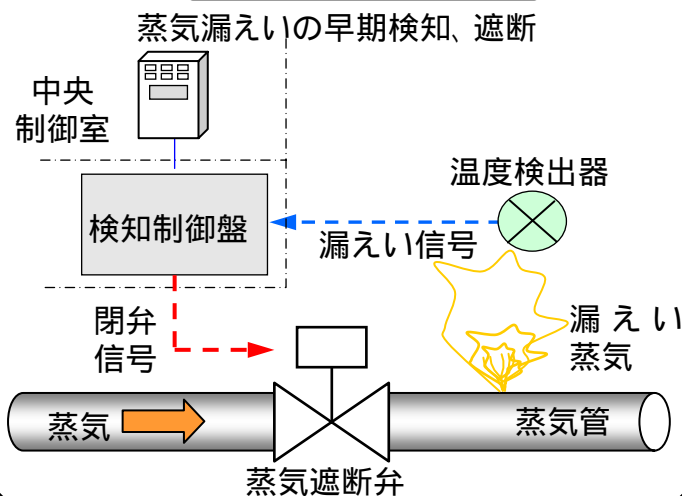 蒸気漏えいの早期検知、遮断
中央
制御室
温度検出器
検知制御盤
漏えい信号
閉弁
信号
漏えい
蒸気
蒸気
蒸気管
蒸気遮断弁